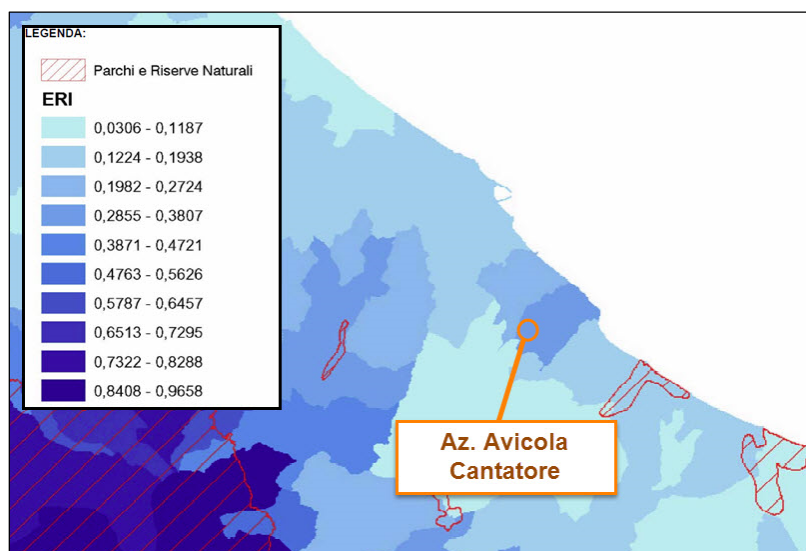 LEGENDA:
Parchi e Riserve Naturali
ERI
0,0306 - 0,1187
0,1224 - 0,1938
0,1982 - 0,2724
0,2855 - 0,3807
0,3871 - 0,4721
0,4763 - 0,5626
0,5787 - 0,6457
0,6513 - 0,7295
0,7322 - 0,8288
0,8408 - 0,9658
Az. Avicola
Cantatore